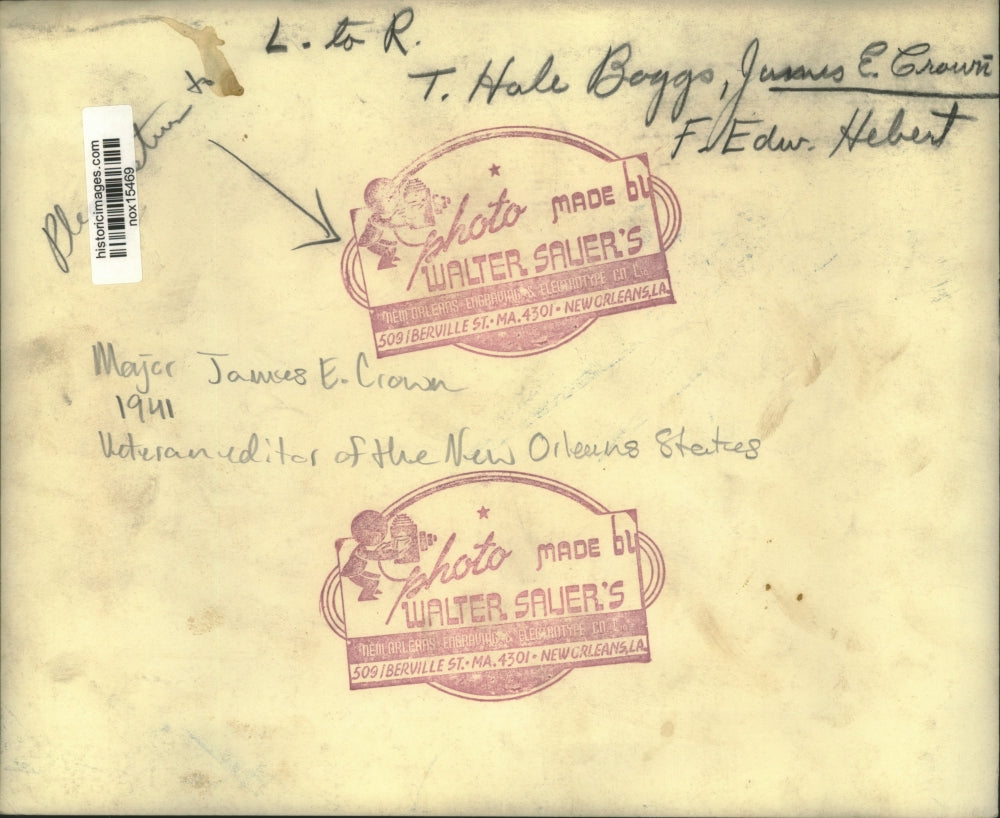 L. to R.
T. Hale Boggs, James E. Crown
F. Edw. Hebert
to
historicimages.com
nox15469
photo MADE by
WALTER SAUER'S
NEW ORLEANS ENGRAVING & ELECTROTYPE CO
509 IBERVILLE ST. • MA. 4301 • NEW ORLEANS, LA.
Major James E. Crown
1941
Veteran editor of the New Orleans States
photo MADE by
WALTER SAUER'S
NEW ORLEANS ENGRAVING & ELECTROTYPE CO
509 IBERVILLE ST. • MA. 4301 • NEW ORLEANS, LA.